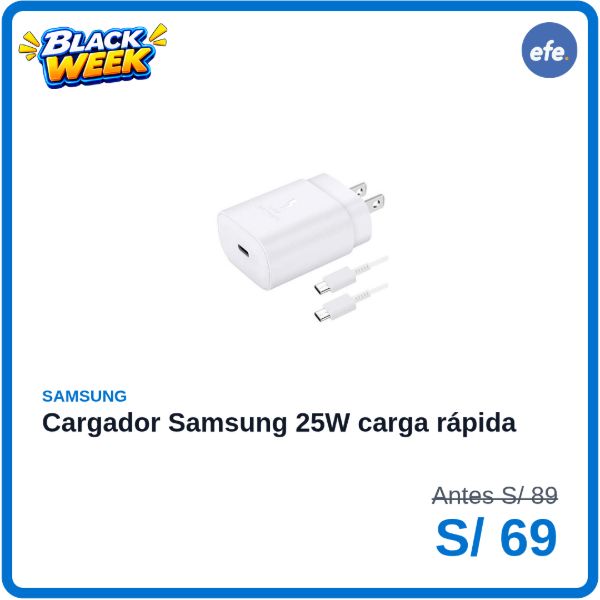 BLACK
WEEK
efe.
SAMSUNG
Cargador Samsung 25W carga rápida
Antes S/ 89
S/ 69